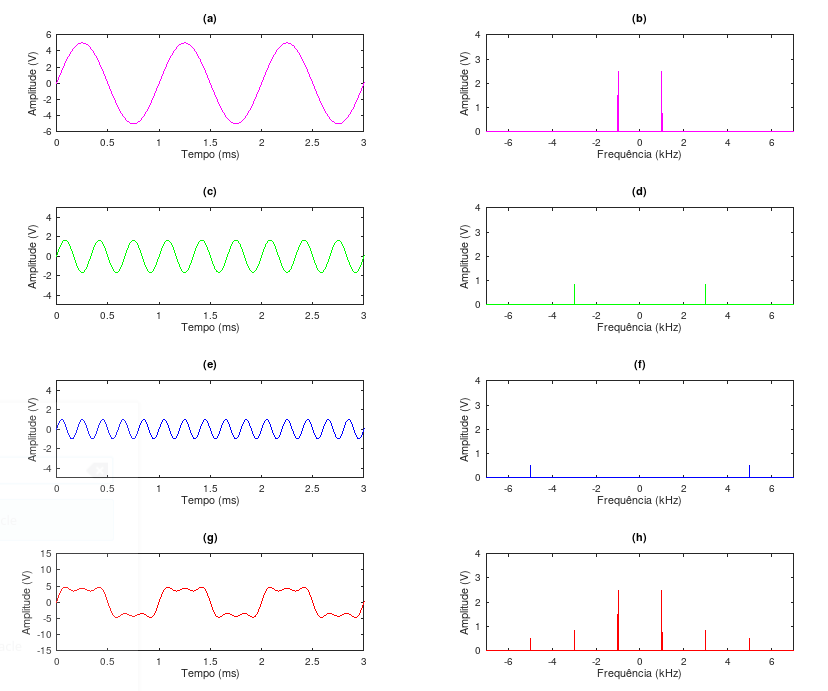 (a)
6
4
2
0
-2
-4
-6
Amplitude (V)
0 0.5 1 1.5 2 2.5 3
Tempo (ms)
(b)
4
3
2
1
0
Amplitude (V)
-6 -4 -2 0 2 4 6
Frequência (kHz)
(c)
4
2
0
-2
-4
Amplitude (V)
0 0.5 1 1.5 2 2.5 3
Tempo (ms)
(d)
4
3
2
1
0
Amplitude (V)
-6 -4 -2 0 2 4 6
Frequência (kHz)
(e)
4
2
0
-2
-4
Amplitude (V)
0 0.5 1 1.5 2 2.5 3
Tempo (ms)
(f)
4
3
2
1
0
Amplitude (V)
-6 -4 -2 0 2 4 6
Frequência (kHz)
(g)
15
10
5
0
-5
-10
-15
Amplitude (V)
0 0.5 1 1.5 2 2.5 3
Tempo (ms)
(h)
4
3
2
1
0
Amplitude (V)
-6 -4 -2 0 2 4 6
Frequência (kHz)